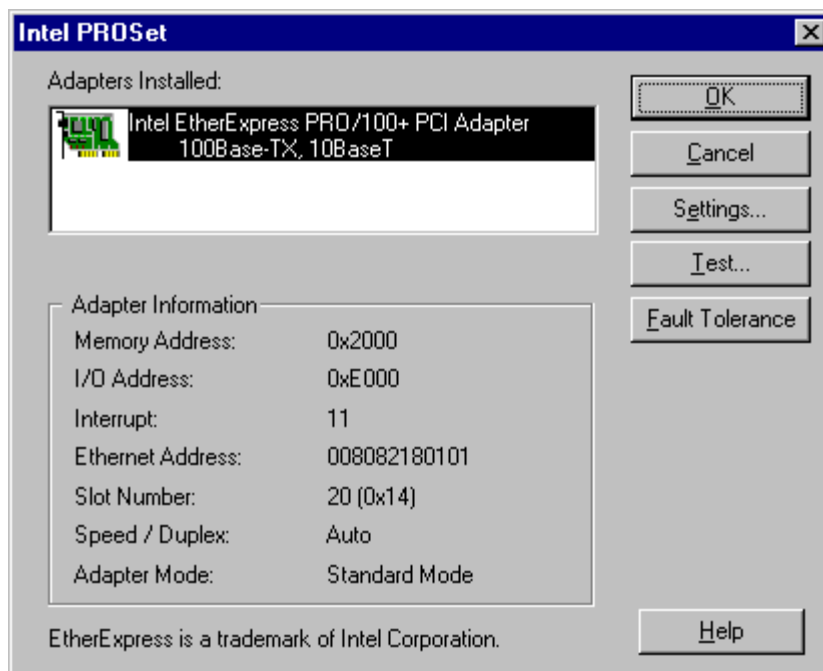 Intel PROSet
Adapters Installed:
Intel EtherExpress PRO/100+ PCI Adapter
100Base-TX, 10BaseT
OK
Cancel
Settings...
Test...
Fault Tolerance
Adapter Information
Memory Address: 0x2000
I/O Address: 0xE000
Interrupt: 11
Ethernet Address: 008082180101
Slot Number: 20 (0x14)
Speed / Duplex: Auto
Adapter Mode: Standard Mode
EtherExpress is a trademark of Intel Corporation.
Help